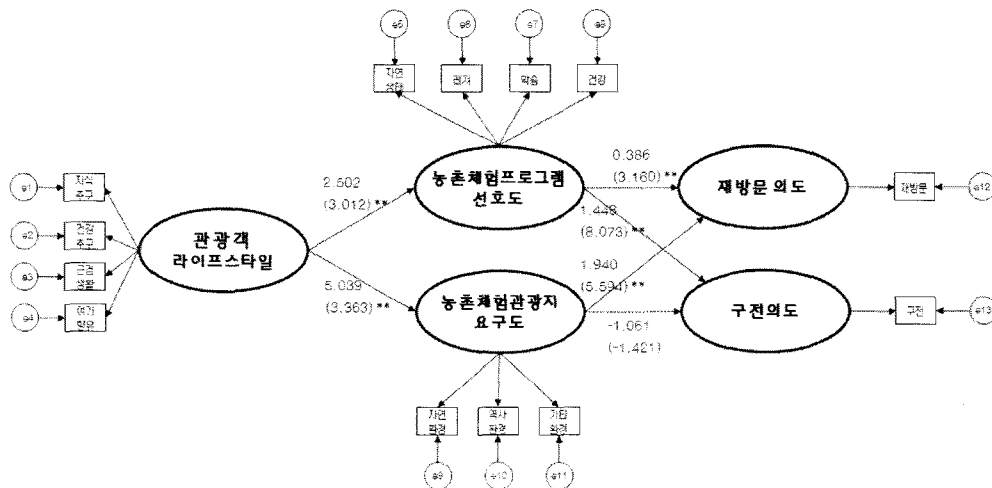 e5
e6
e7
e8
자연
생태
레저
학습
건강
e1
지식
추구
e2
건강
추구
e3
근검
생활
e4
여가
향유
관광객
라이프스타일
2.502
(3.012)**
5.039
(3.363)**
농촌체험프로그램
선호도
농촌체험관광지
요구도
0.386
(3.160)**
1.448
(8.073)**
1.940
(5.594)**
-1.061
(-1.421)
재방문 의도
구전의도
재방문
e12
구전
e13
자연
환경
역사
환경
기타
환경
e9
e10
e11